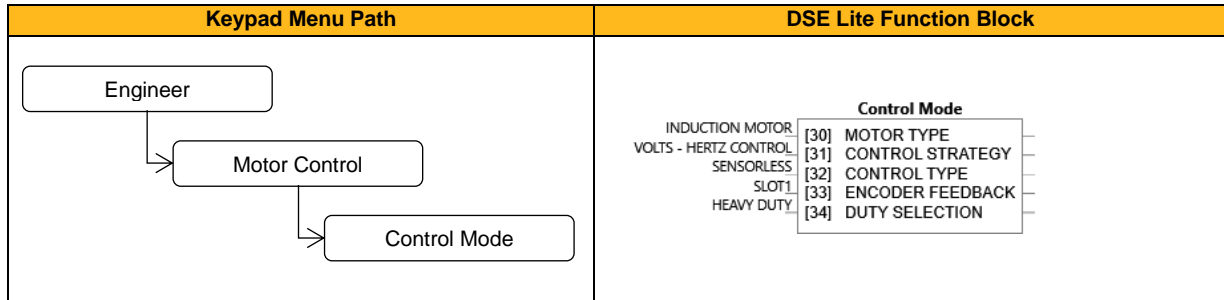 Keypad Menu Path
DSE Lite Function Block
Engineer
Motor Control
Control Mode
Control Mode
INDUCTION MOTOR [30] MOTOR TYPE
VOLTS - HERTZ CONTROL [31] CONTROL STRATEGY
SENSORLESS [32] CONTROL TYPE
SLOT1 [33] ENCODER FEEDBACK
HEAVY DUTY [34] DUTY SELECTION